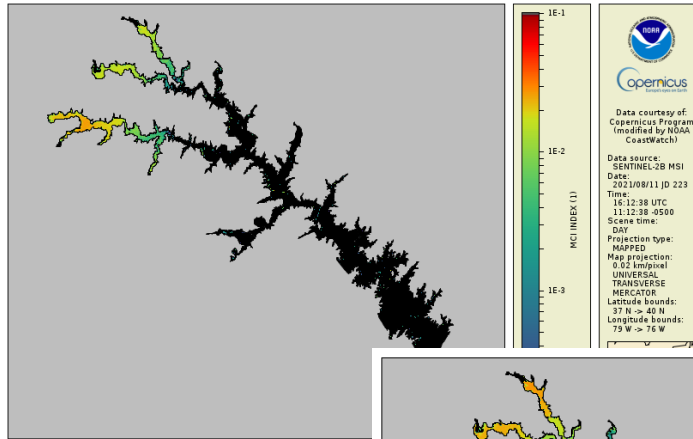 1E-1
1E-2
1E-3
MCI INDEX (1)
NOAA
opernicus
Data courtesy of:
Copernicus Program
(modified by NOAA
CoastWatch)
Data source:
SENTINEL-2B MSI
Date:
2021/08/11 JD 223
Time:
16:12:38 UTC
11:12:38 -0500
Scene time:
DAY
Projection type:
MAPPED
Map projection:
0.02 km/pixel
UNIVERSAL
TRANSVERSE
MERCATOR
Latitude bounds:
37 N -> 40 N
Longitude bounds:
79 W -> 76 W